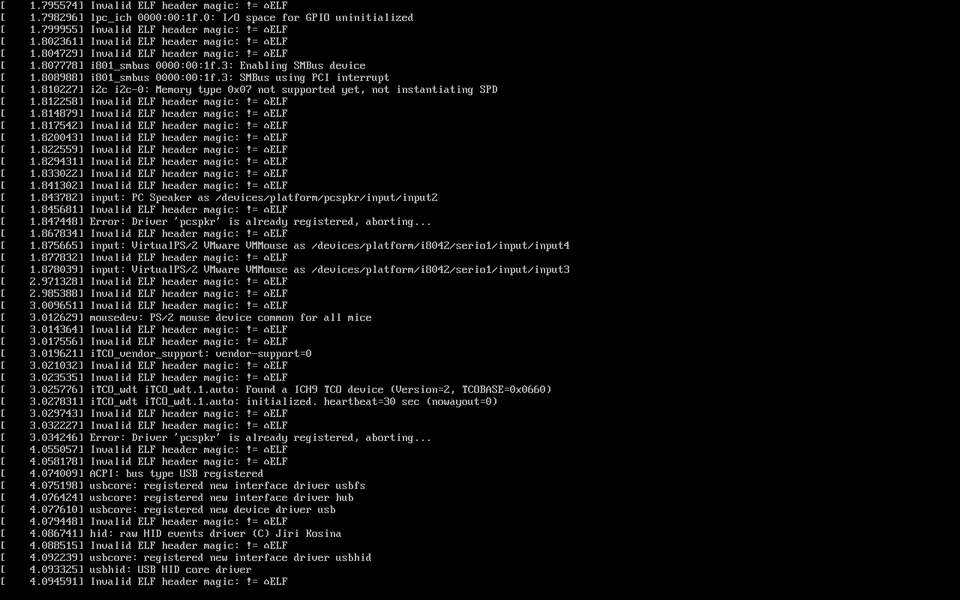 [    1.795574] Invalid ELF header magic: != ⌂ELF
[    1.798296] lpc_ich 0000:00:1f.0: I/O space for GPIO uninitialized
[    1.799955] Invalid ELF header magic: != ⌂ELF
[    1.802361] Invalid ELF header magic: != ⌂ELF
[    1.804729] Invalid ELF header magic: != ⌂ELF
[    1.807778] i801_smbus 0000:00:1f.3: Enabling SMBus device
[    1.808988] i801_smbus 0000:00:1f.3: SMBus using PCI interrupt
[    1.810227] i2c i2c-0: Memory type 0x07 not supported yet, not instantiating SPD
[    1.812258] Invalid ELF header magic: != ⌂ELF
[    1.814879] Invalid ELF header magic: != ⌂ELF
[    1.817542] Invalid ELF header magic: != ⌂ELF
[    1.820043] Invalid ELF header magic: != ⌂ELF
[    1.822559] Invalid ELF header magic: != ⌂ELF
[    1.829431] Invalid ELF header magic: != ⌂ELF
[    1.833022] Invalid ELF header magic: != ⌂ELF
[    1.841302] Invalid ELF header magic: != ⌂ELF
[    1.843782] input: PC Speaker as /devices/platform/pcspkr/input/input2
[    1.845681] Invalid ELF header magic: != ⌂ELF
[    1.847448] Error: Driver 'pcspkr' is already registered, aborting...
[    1.867834] Invalid ELF header magic: != ⌂ELF
[    1.875665] input: VirtualPS/2 VMware VMMouse as /devices/platform/i8042/serio1/input/input4
[    1.877832] Invalid ELF header magic: != ⌂ELF
[    1.878039] input: VirtualPS/2 VMware VMMouse as /devices/platform/i8042/serio1/input/input3
[    2.971328] Invalid ELF header magic: != ⌂ELF
[    2.985388] Invalid ELF header magic: != ⌂ELF
[    3.009651] Invalid ELF header magic: != ⌂ELF
[    3.012629] mousedev: PS/2 mouse device common for all mice
[    3.014364] Invalid ELF header magic: != ⌂ELF
[    3.017556] Invalid ELF header magic: != ⌂ELF
[    3.019621] iTCO_vendor_support: vendor-support=0
[    3.021032] Invalid ELF header magic: != ⌂ELF
[    3.023535] Invalid ELF header magic: != ⌂ELF
[    3.025776] iTCO_wdt iTCO_wdt.1.auto: Found a ICH9 TCO device (Version=2, TCOBASE=0x0660)
[    3.027831] iTCO_wdt iTCO_wdt.1.auto: initialized. heartbeat=30 sec (nowayout=0)
[    3.029743] Invalid ELF header magic: != ⌂ELF
[    3.032227] Invalid ELF header magic: != ⌂ELF
[    3.034246] Error: Driver 'pcspkr' is already registered, aborting...
[    4.055057] Invalid ELF header magic: != ⌂ELF
[    4.058178] Invalid ELF header magic: != ⌂ELF
[    4.074009] ACPI: bus type USB registered
[    4.075198] usbcore: registered new interface driver usbfs
[    4.076424] usbcore: registered new interface driver hub
[    4.077610] usbcore: registered new device driver usb
[    4.079448] Invalid ELF header magic: != ⌂ELF
[    4.086741] hid: raw HID events driver (C) Jiri Kosina
[    4.088515] Invalid ELF header magic: != ⌂ELF
[    4.092239] usbcore: registered new interface driver usbhid
[    4.093325] usbhid: USB HID core driver
[    4.094591] Invalid ELF header magic: != ⌂ELF